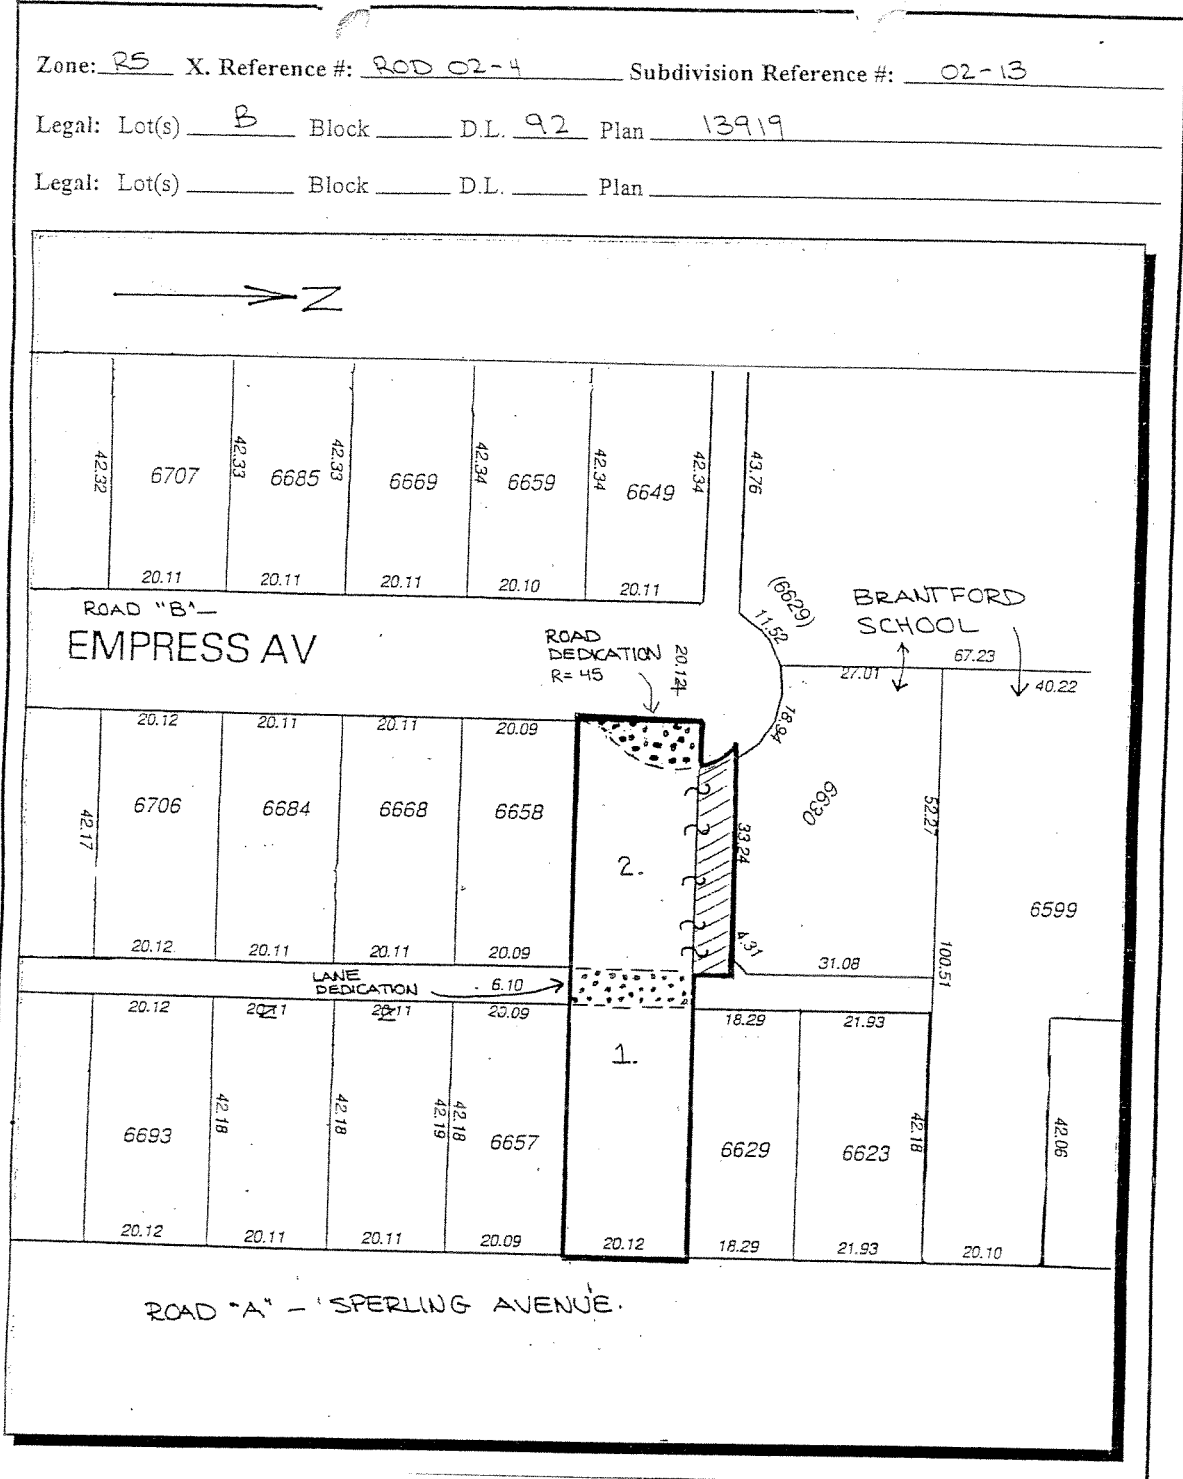 Zone: R5 X. Reference #: ROD 02-4 Subdivision Reference #: 02-13
Legal: Lot(s) B Block D.L. 92 Plan 13919
Legal: Lot(s) Block D.L. Plan
Z
42.32 6707 42.33 6685 42.33 6669 42.34 6659 42.34 6649 42.34 43.76
20.11 20.11 20.11 20.10 20.11
(6629)
11.52
ROAD "B"—
EMPRESS AV
ROAD
DEDICATION
R=45
20.12
BRANTFORD
SCHOOL
67.23
27.01
40.22
18.94
20.12 20.11 20.11 20.09
42.17 6706 6684 6668 6658
2.
33.24
6630
52.27
6599
4.31
31.08
100.51
20.12 20.11 20.11 20.09
LANE
DEDICATION
6.10
20.12 20.11 20.11 20.09
18.29 21.93
1.
6693 42.18 42.18 42.19 42.18 6657 6629 6623 42.18 42.06
20.12 20.11 20.11 20.09 20.12 18.29 21.93 20.10
ROAD "A" — SPERLING AVENUE.